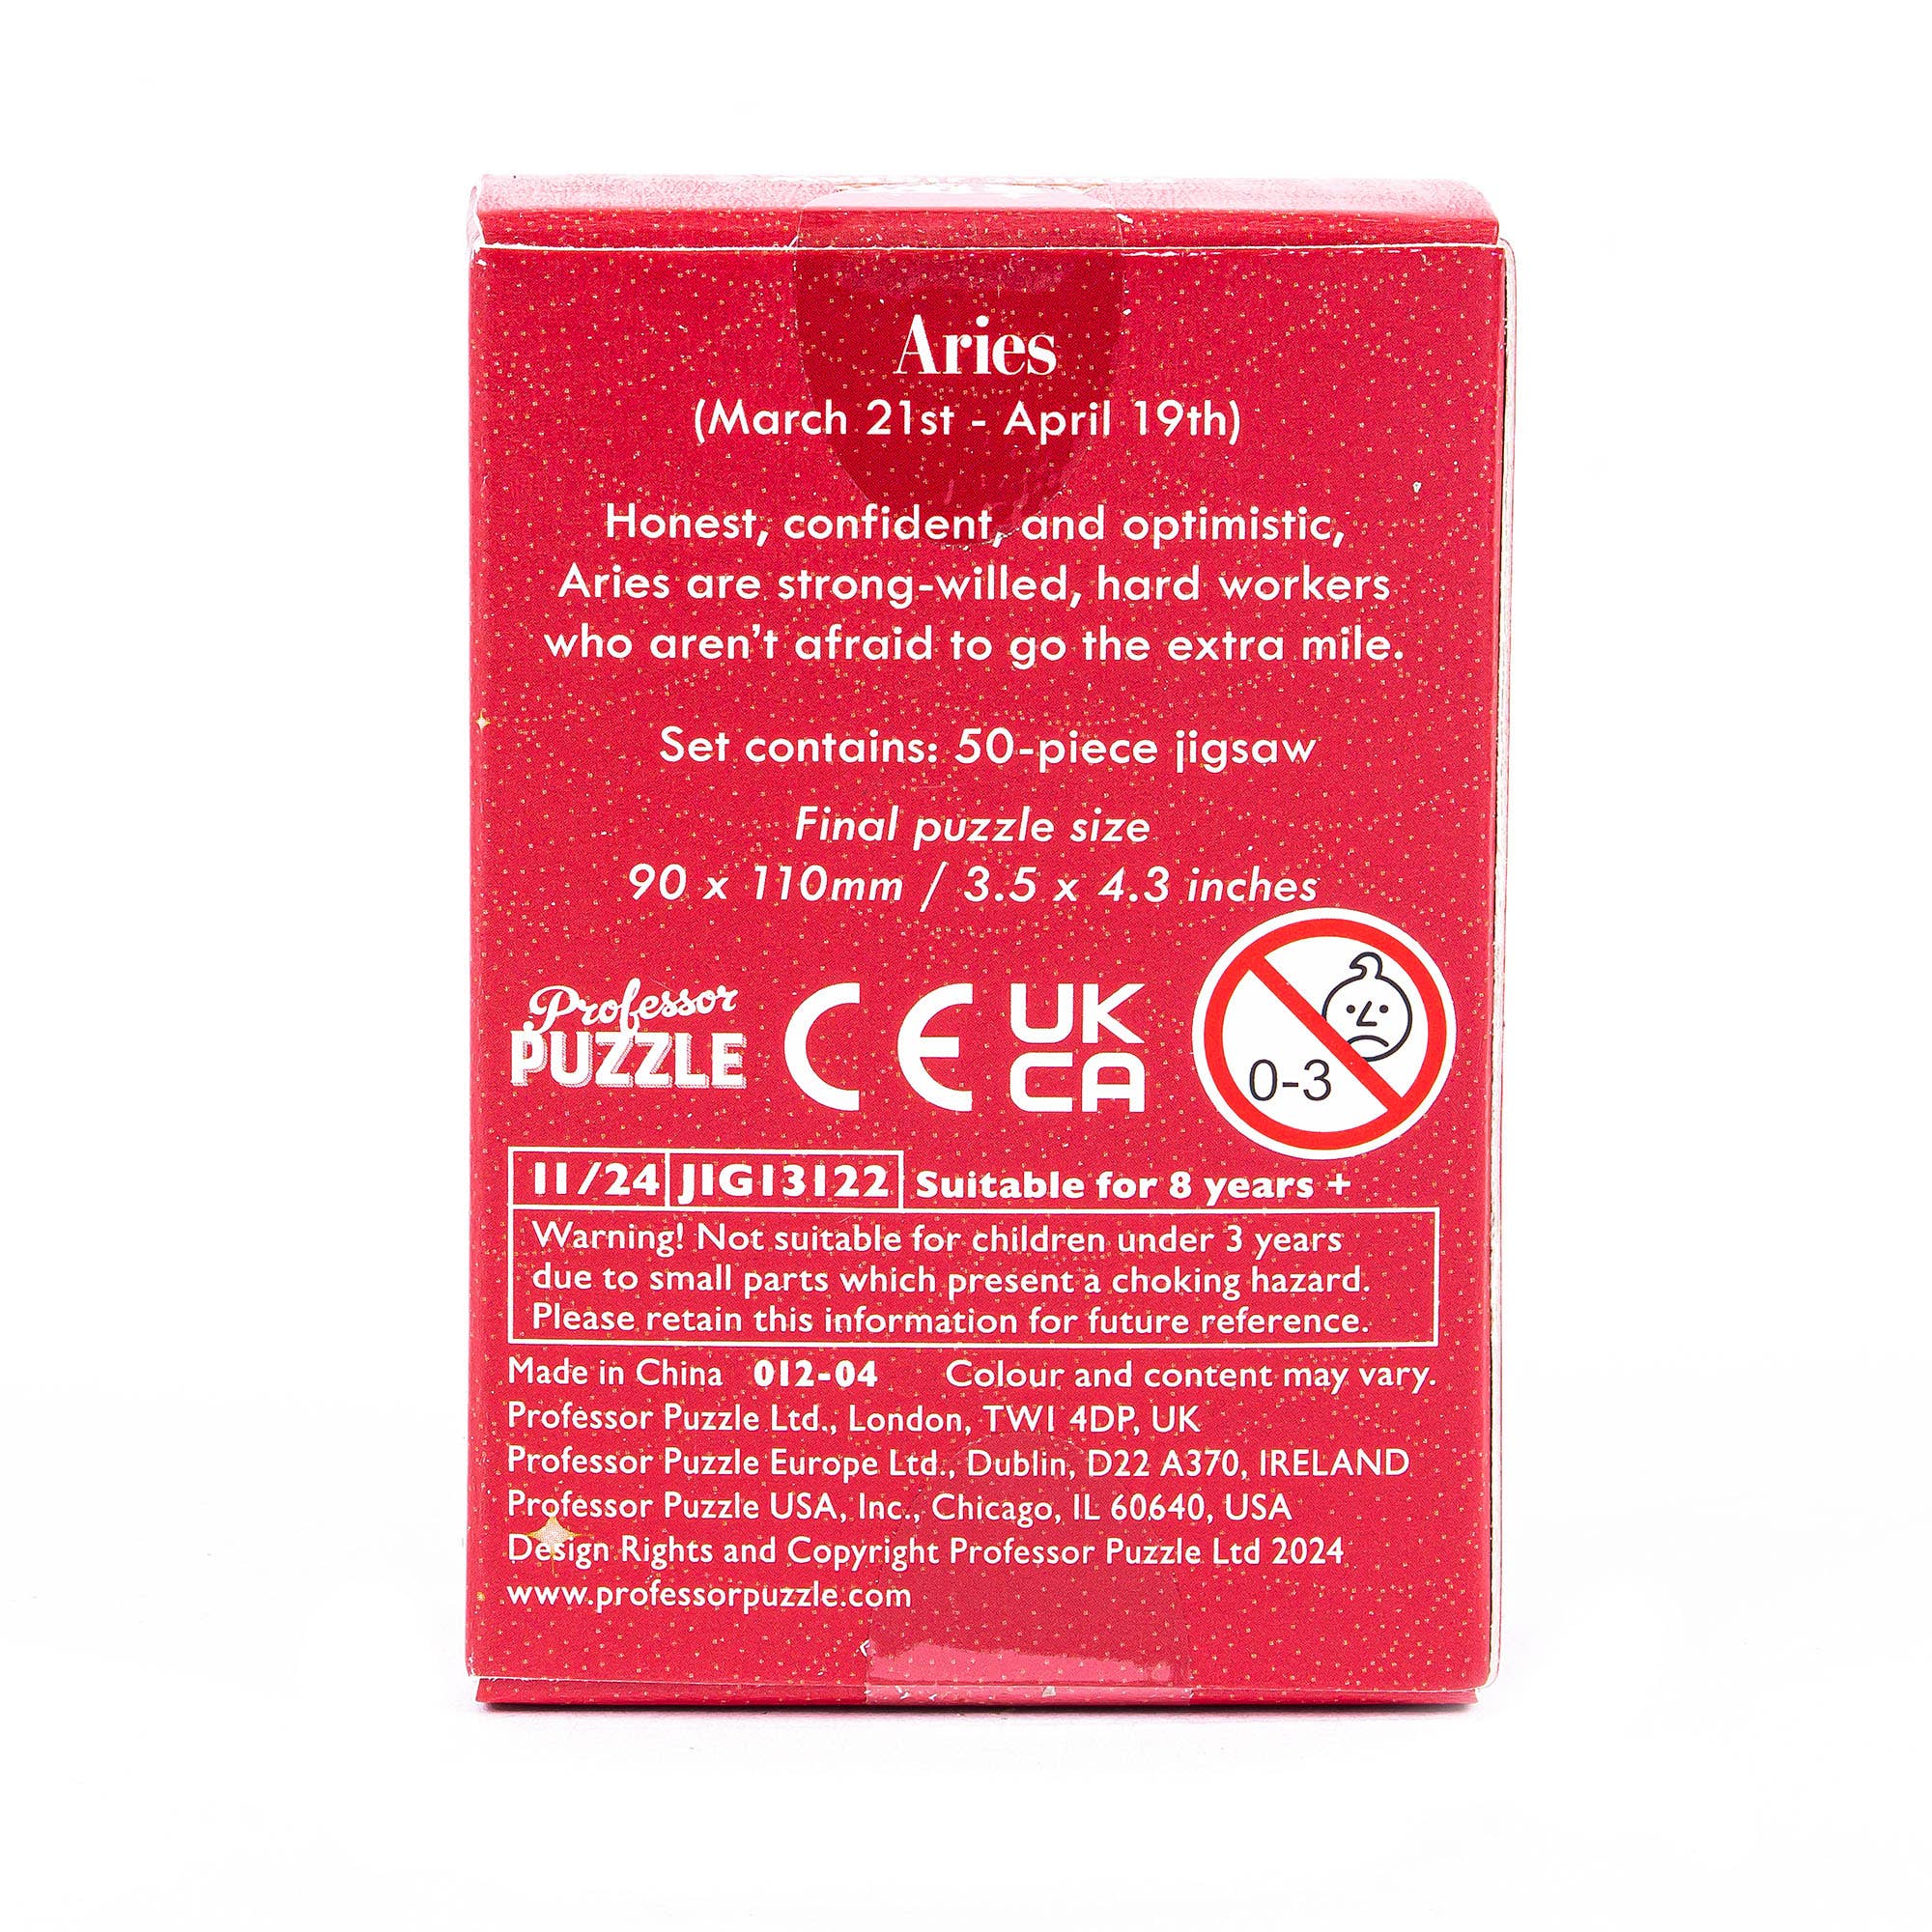 Aries
(March 21st - April 19th)
Honest, confident, and optimistic,
Aries are strong-willed, hard workers
who aren't afraid to go the extra mile.
Set contains: 50-piece jigsaw
Final puzzle size
90 x 110mm / 3.5 x 4.3 inches
Professor
PUZZLE
CE
UK
CA
0-3
11/24 JIG13122 Suitable for 8 years +
Warning! Not suitable for children under 3 years
due to small parts which present a choking hazard.
Please retain this information for future reference.
Made in China 012-04 Colour and content may vary.
Professor Puzzle Ltd., London, TW1 4DP, UK
Professor Puzzle Europe Ltd., Dublin, D22 A370, IRELAND
Professor Puzzle USA, Inc., Chicago, IL 60640, USA
Design Rights and Copyright Professor Puzzle Ltd 2024
www.professorpuzzle.com